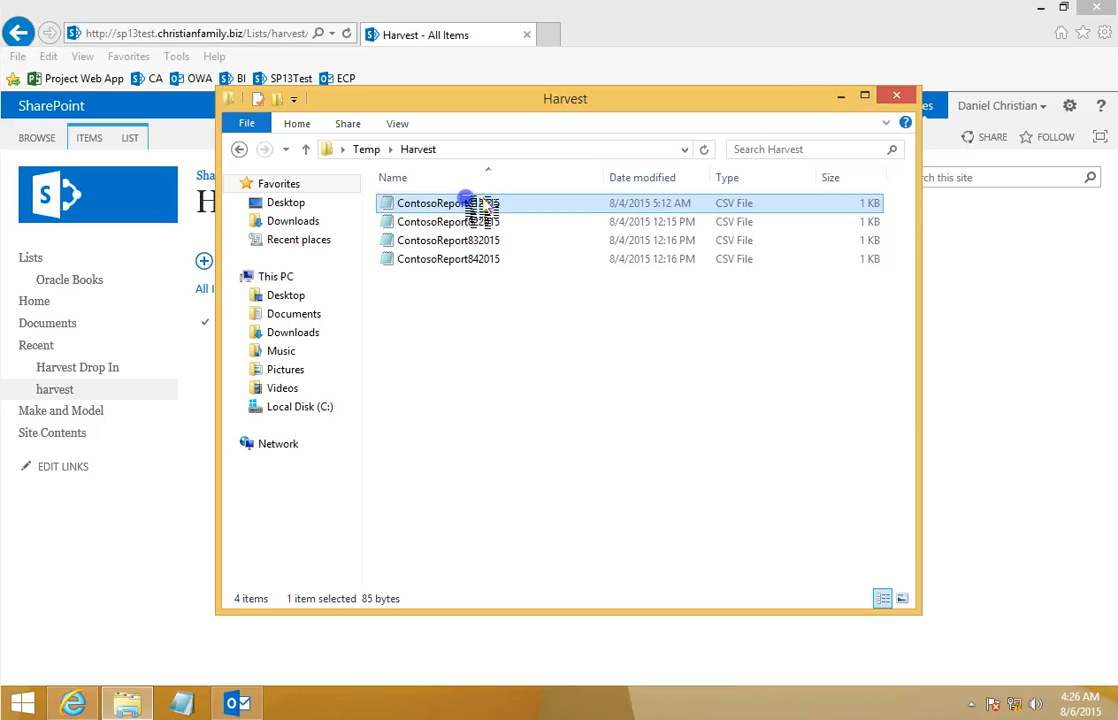 http://sp13test.christianfamily.biz/Lists/harvest/
Harvest - All Items
File Edit View Favorites Tools Help
Project Web App CA OWA BI SP13Test ECP
SharePoint
Daniel Christian
BROWSE ITEMS LIST
SHARE FOLLOW
Harvest
File Home Share View
Temp Harvest
Search Harvest
Name Date modified Type Size
Favorites
Desktop
Downloads
Recent places
This PC
Desktop
Documents
Downloads
Music
Pictures
Videos
Local Disk (C:)
Network
8/4/2015 5:12 AM CSV File 1 KB
8/4/2015 12:15 PM CSV File 1 KB
ContosoReport832015 8/4/2015 12:16 PM CSV File 1 KB
ContosoReport842015 8/4/2015 12:16 PM CSV File 1 KB
4 items 1 item selected 85 bytes
Lists
Oracle Books
Home
Documents
Recent
Harvest Drop In
harvest
Make and Model
Site Contents
EDIT LINKS
4:26 AM
8/6/2015